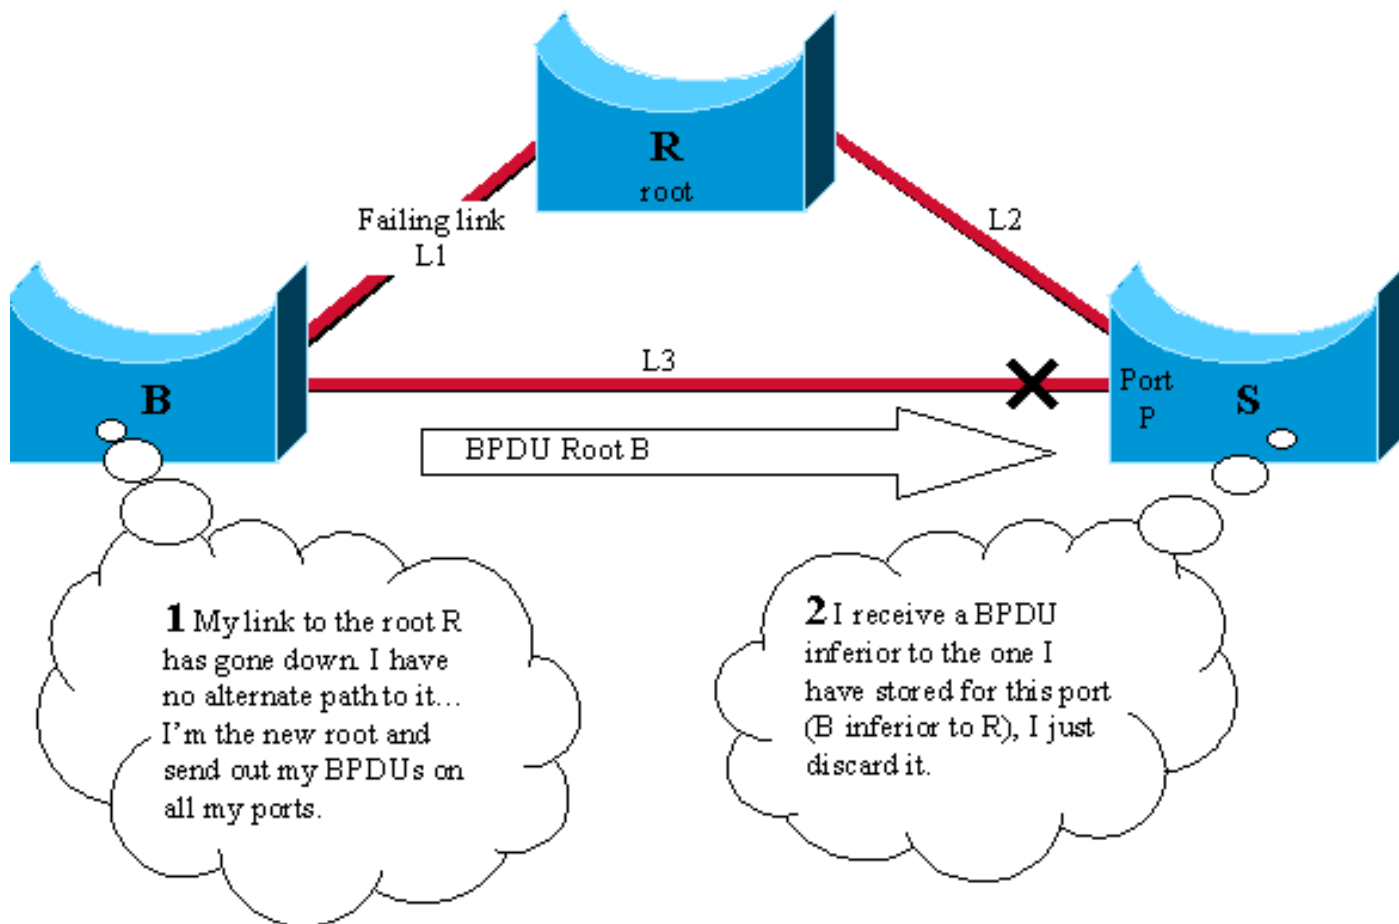 R
root
Failing link
L1
L2
L3
B
Port
P
S
BPDU Root B
1 My link to the root R
has gone down. I have
no alternate path to it...
I'm the new root and
send out my BPDUs on
all my ports.
2 I receive a BPDU
inferior to the one I
have stored for this port
(B inferior to R), I just
discard it.